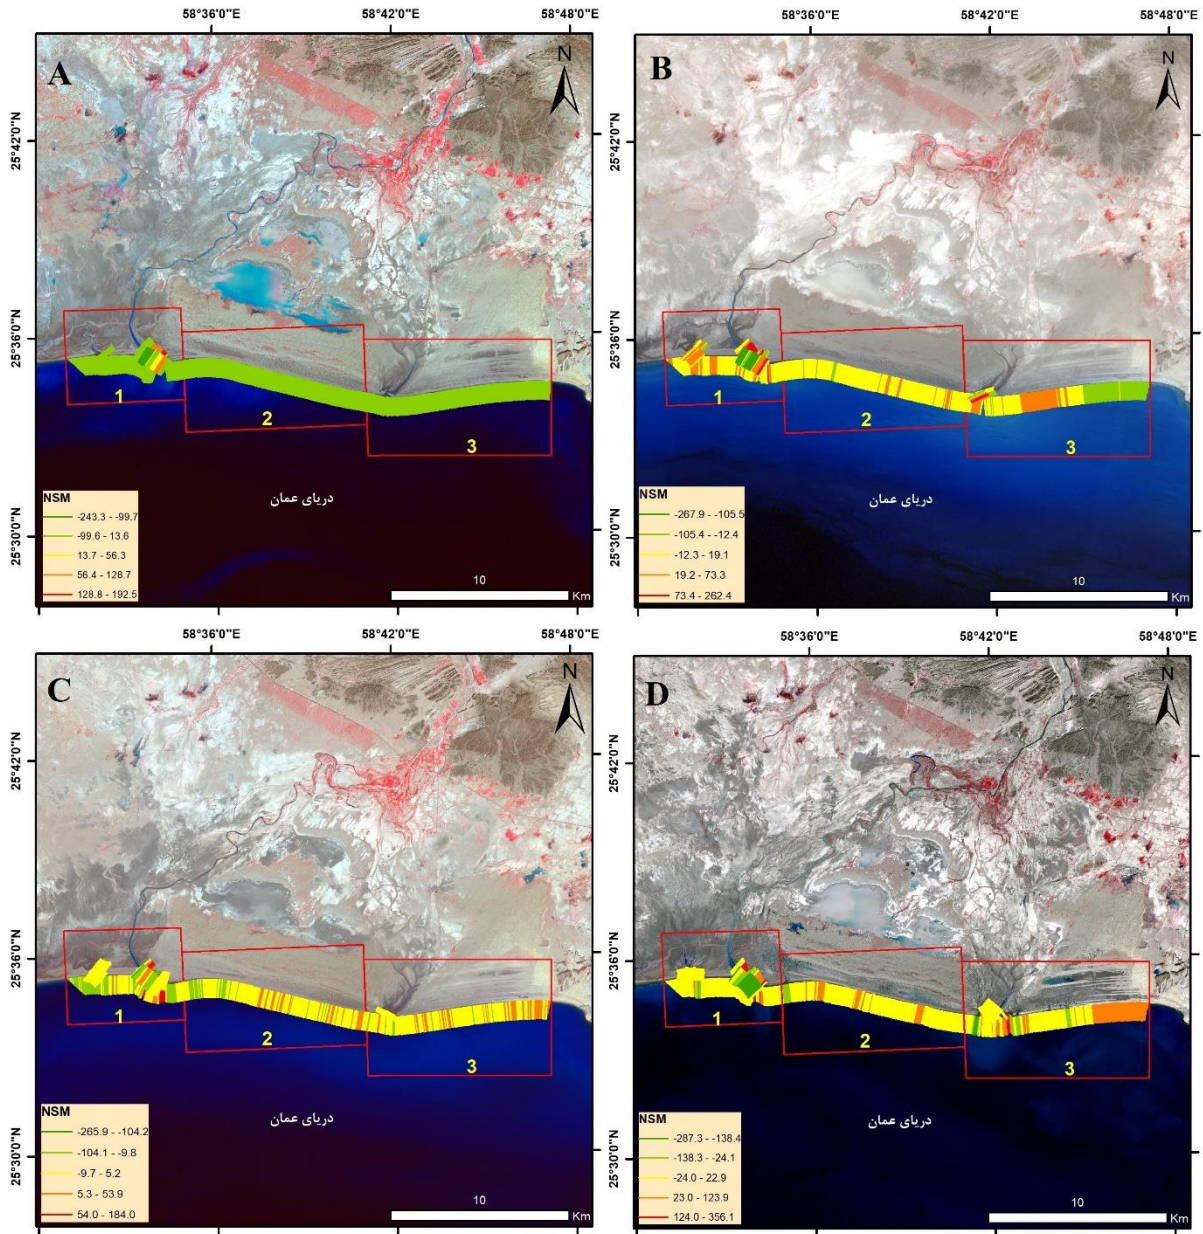 58°36'0"E 58°42'0"E 58°48'0"E 58°36'0"E 58°42'0"E 58°48'0"E
A
N
25°42'0"N
25°36'0"N
25°30'0"N
1
2
3
دریای عمان
NSM
-243.3 - -99.7
-99.6 - 13.6
13.7 - 56.3
56.4 - 128.7
128.8 - 192.5
10
Km
B
N
25°42'0"N
25°36'0"N
25°30'0"N
1
2
3
دریای عمان
NSM
-267.9 - -105.5
-105.4 - -12.4
-12.3 - 19.1
19.2 - 73.3
73.4 - 262.4
10
Km
58°36'0"E 58°42'0"E 58°48'0"E 58°36'0"E 58°42'0"E 58°48'0"E
C
N
25°42'0"N
25°36'0"N
25°30'0"N
1
2
3
دریای عمان
NSM
-265.9 - -104.2
-104.1 - -9.8
-9.7 - 5.2
5.3 - 53.9
54.0 - 184.0
10
Km
D
N
25°42'0"N
25°36'0"N
25°30'0"N
1
2
3
دریای عمان
NSM
-287.3 - -138.4
-138.3 - -24.1
-24.0 - 22.9
23.0 - 123.9
124.0 - 356.1
10
Km